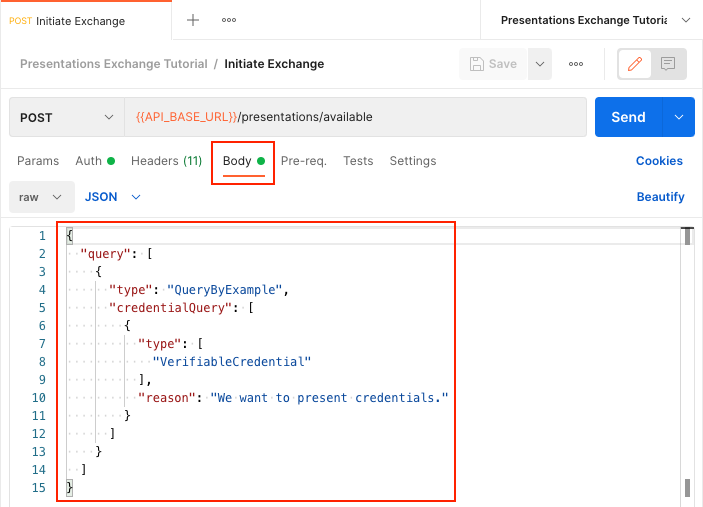 POST Initiate Exchange
Presentations Exchange Tutoria
Presentations Exchange Tutorial / Initiate Exchange
Save
POST
{{API_BASE_URL}}/presentations/available
Send
Params Auth Headers (11) Body Pre-req. Tests Settings Cookies
raw JSON Beautify
1 {
2 "query": [
3 {
4 "type": "QueryByExample",
5 "credentialQuery": [
6 {
7 "type": [
8 "VerifiableCredential"
9 ],
10 "reason": "We want to present credentials."
11 }
12 ]
13 }
14 ]
15 }